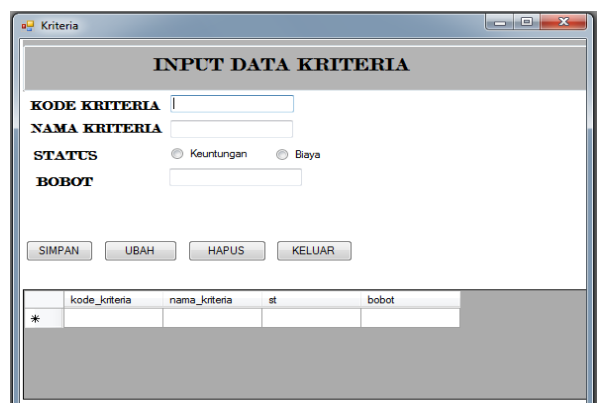 Kriteria
INPUT DATA KRITERIA
KODE KRITERIA
NAMA KRITERIA
STATUS Keuntungan Biaya
BOBOT
SIMPAN UBAH HAPUS KELUAR
kode_kriteria nama_kriteria st bobot
*